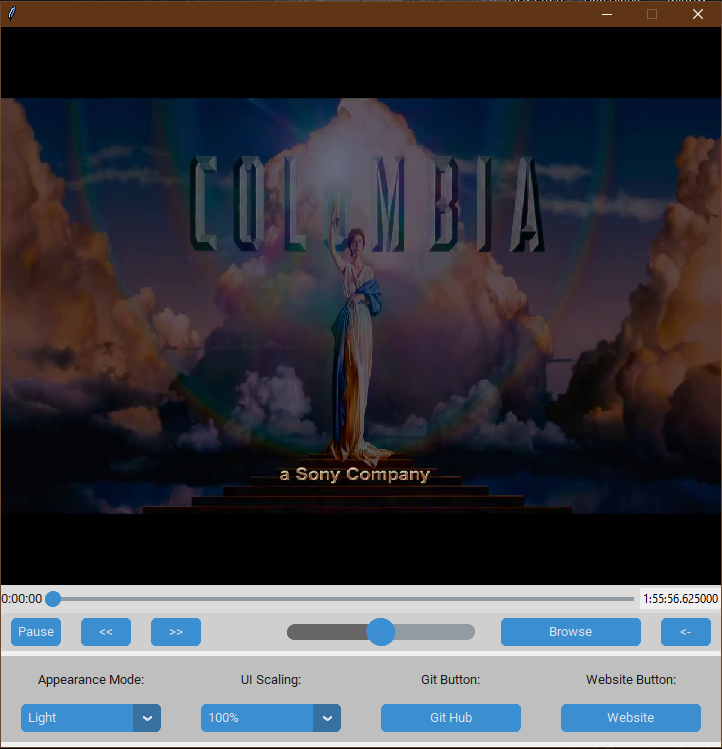 COLUMBIA
a Sony Company
0:00:00 1:55:56.625000
Pause << >> Browse <-
Appearance Mode: UI Scaling: Git Button: Website Button:
Light 100% Git Hub Website